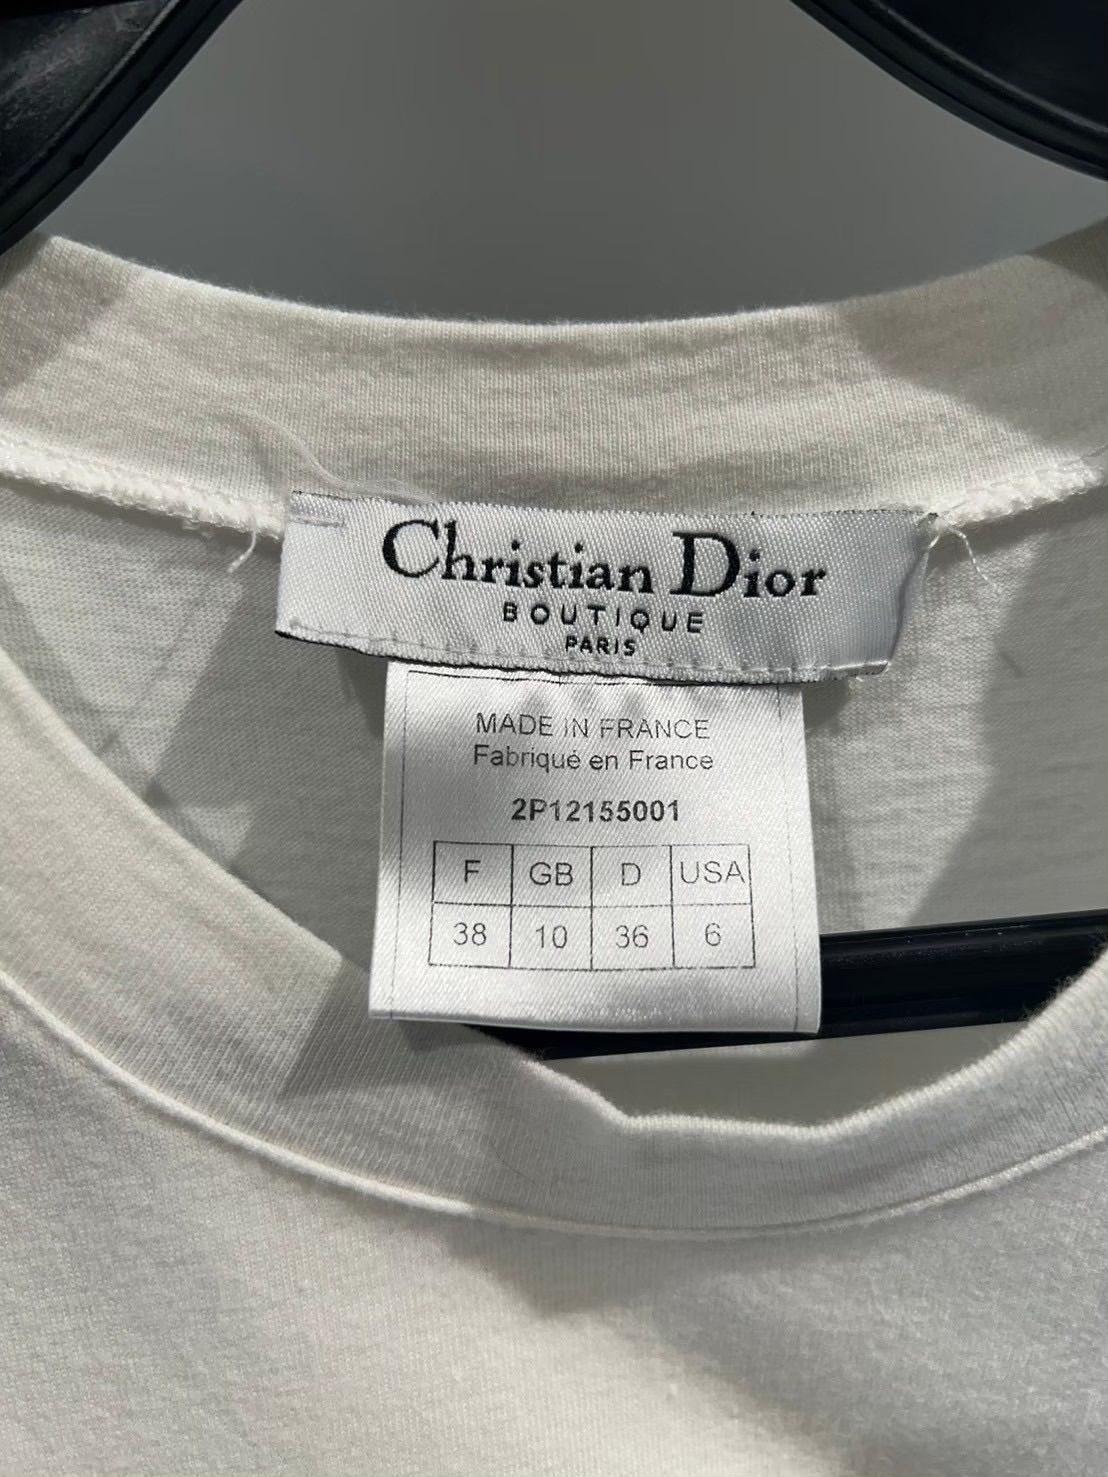 Christian Dior
BOUTIQUE
PARIS
MADE IN FRANCE
Fabriqué en France
2P12155001
F GB D USA
38 10 36 6